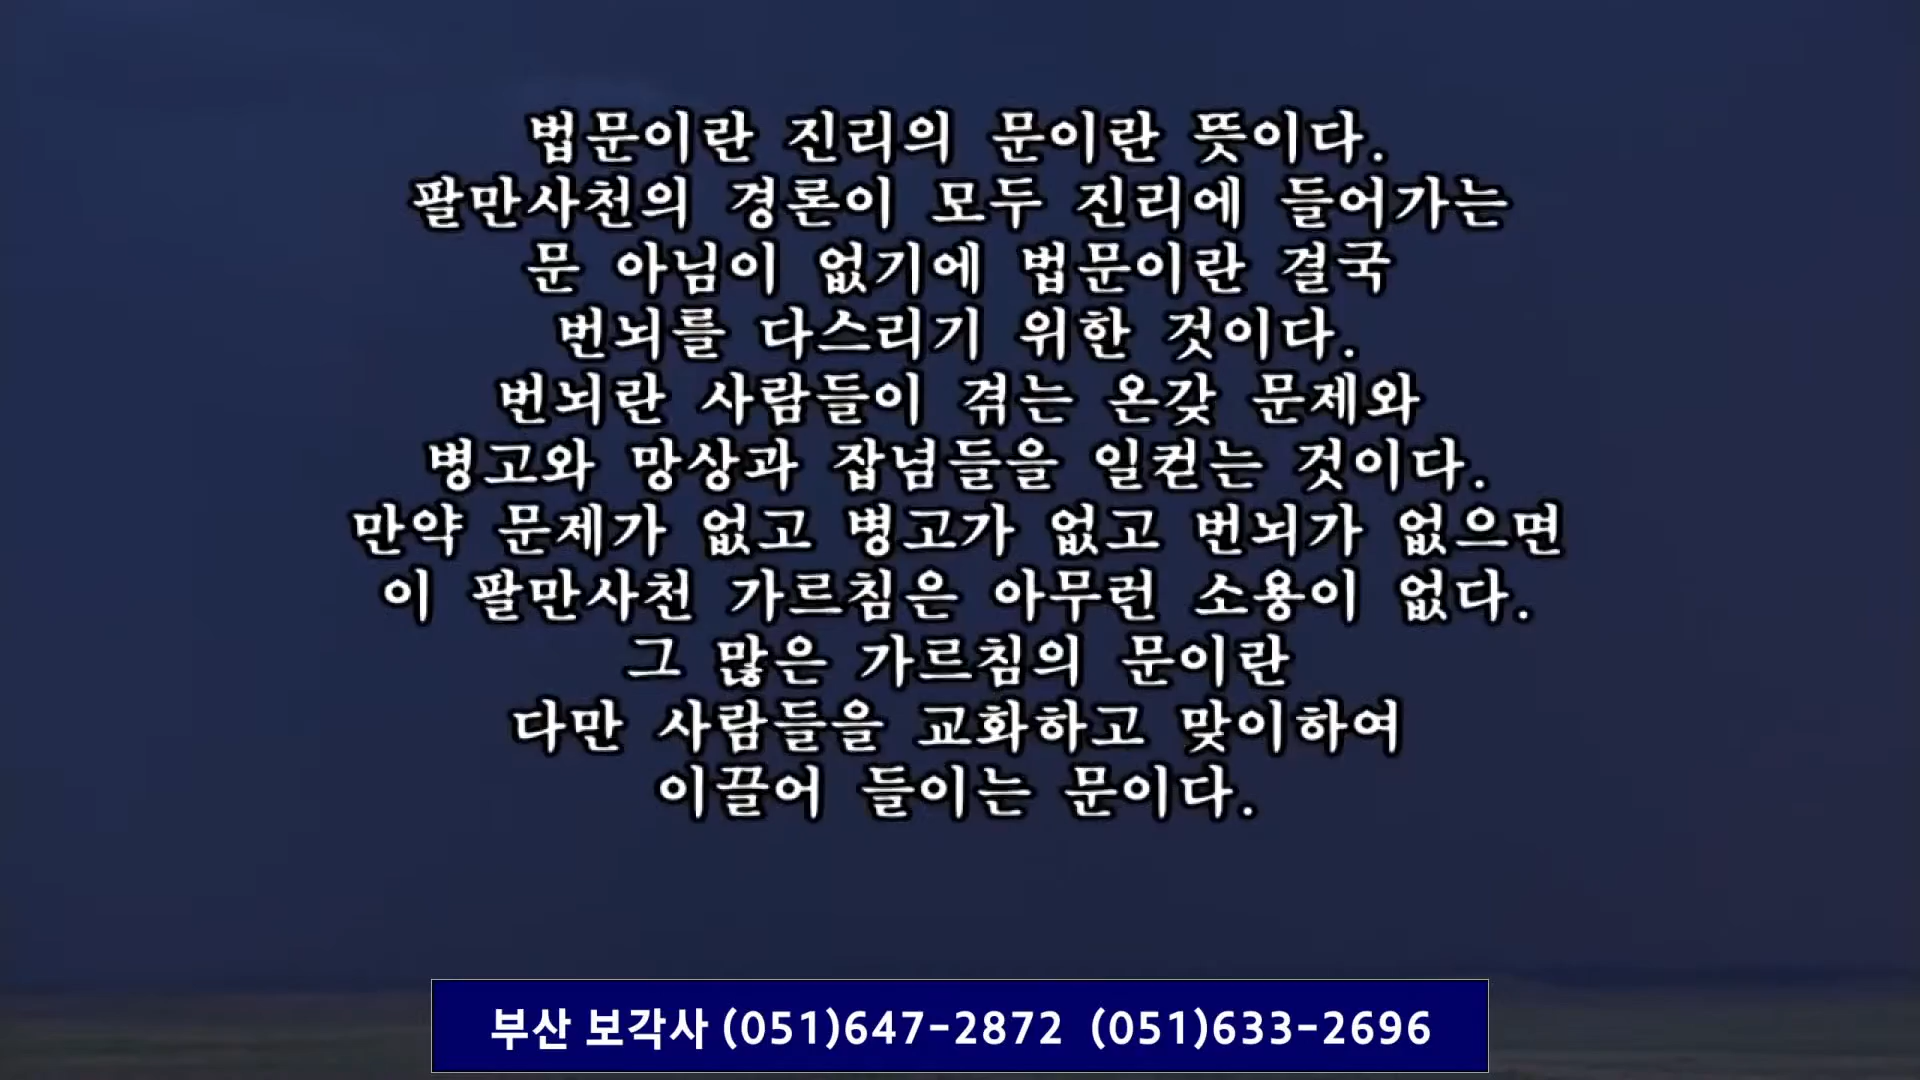 법문이란 진리의 문이란 뜻이다.
팔만사천의 경론이 모두 진리에 들어가는
문 아님이 없기에 법문이란 결국
번뇌를 다스리기 위한 것이다.
번뇌란 사람들이 겪는 온갖 문제와
병고와 망상과 잡념들을 일컫는 것이다.
만약 문제가 없고 병고가 없고 번뇌가 없으면
이 팔만사천 가르침은 아무런 소용이 없다.
그 많은 가르침의 문이란
다만 사람들을 교화하고 맞이하여
이끌어 들이는 문이다.
부산 보각사 (051)647-2872 (051)633-2696